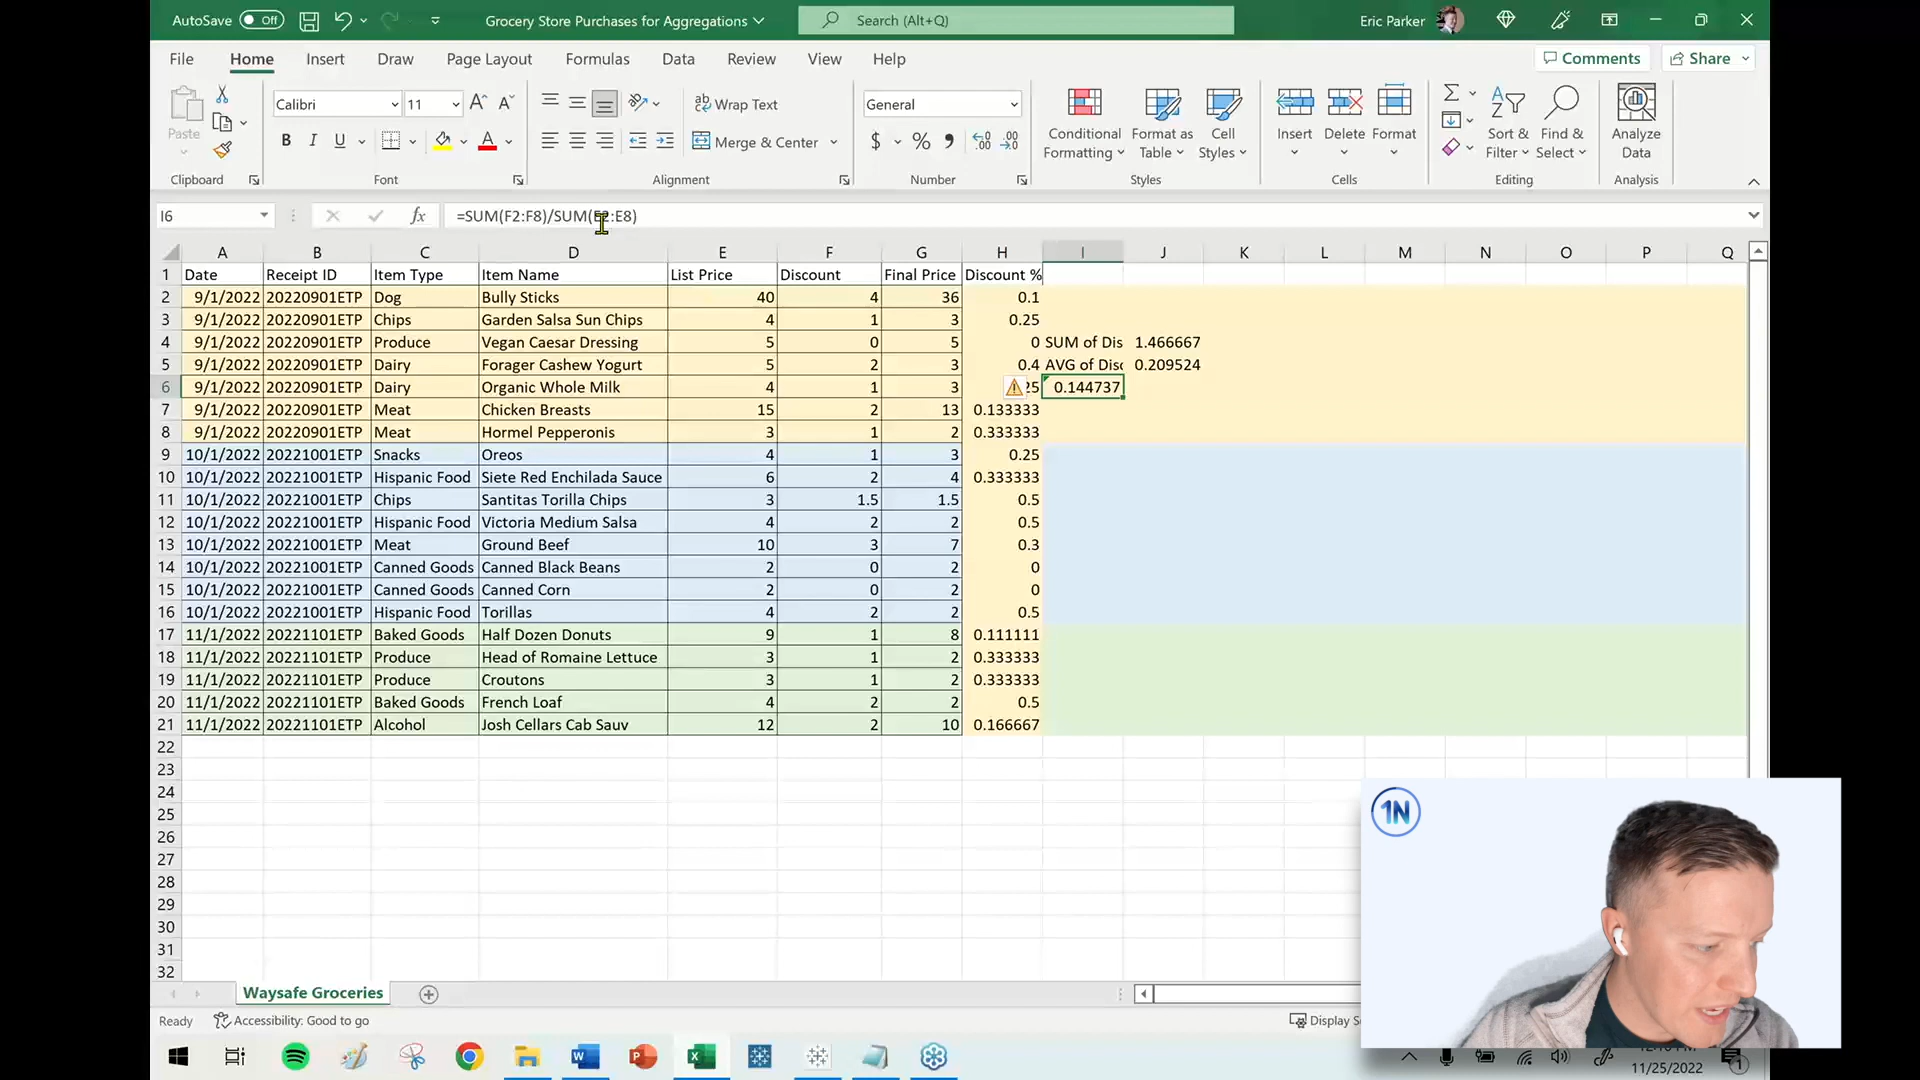 AutoSave Off Grocery Store Purchases for Aggregations Search (Alt+Q) Eric Parker
File Home Insert Draw Page Layout Formulas Data Review View Help Comments Share
Paste Calibri 11 Wrap Text General Conditional Formatting Format as Table Cell Styles Insert Delete Format Sort & Filter Find & Select Analyze Data
B I U A Merge & Center $ % 9
Clipboard Font Alignment Number Styles Cells Editing Analysis
I6 fx =SUM(F2:F8)/SUM(E2:E8)
A B C D E F G H I J K L M N O P Q
1 Date Receipt ID Item Type Item Name List Price Discount Final Price Discount %
2 9/1/2022 20220901ETP Dog Bully Sticks 40 4 36 0.1
3 9/1/2022 20220901ETP Chips Garden Salsa Sun Chips 4 1 3 0.25
4 9/1/2022 20220901ETP Produce Vegan Caesar Dressing 5 0 5 0 SUM of Dis 1.466667
5 9/1/2022 20220901ETP Dairy Forager Cashew Yogurt 5 2 3 0.4 AVG of Disc 0.209524
6 9/1/2022 20220901ETP Dairy Organic Whole Milk 4 1 3 25 0.144737
7 9/1/2022 20220901ETP Meat Chicken Breasts 15 2 13 0.133333
8 9/1/2022 20220901ETP Meat Hormel Pepperonis 3 1 2 0.333333
9 10/1/2022 20221001ETP Snacks Oreos 4 1 3 0.25
10 10/1/2022 20221001ETP Hispanic Food Siete Red Enchilada Sauce 6 2 4 0.333333
11 10/1/2022 20221001ETP Chips Santitas Torilla Chips 3 1.5 1.5 0.5
12 10/1/2022 20221001ETP Hispanic Food Victoria Medium Salsa 4 2 2 0.5
13 10/1/2022 20221001ETP Meat Ground Beef 10 3 7 0.3
14 10/1/2022 20221001ETP Canned Goods Canned Black Beans 2 0 2 0
15 10/1/2022 20221001ETP Canned Goods Canned Corn 2 0 2 0
16 10/1/2022 20221001ETP Hispanic Food Torillas 4 2 2 0.5
17 11/1/2022 20221101ETP Baked Goods Half Dozen Donuts 9 1 8 0.111111
18 11/1/2022 20221101ETP Produce Head of Romaine Lettuce 3 1 2 0.333333
19 11/1/2022 20221101ETP Produce Croutons 3 1 2 0.333333
20 11/1/2022 20221101ETP Baked Goods French Loaf 4 2 2 0.5
21 11/1/2022 20221101ETP Alcohol Josh Cellars Cab Sauv 12 2 10 0.166667
22
23
24
25
26
27
28
29
30
31
32
1N
Waysafe Groceries
Ready Accessibility: Good to go Display Se
11/25/2022